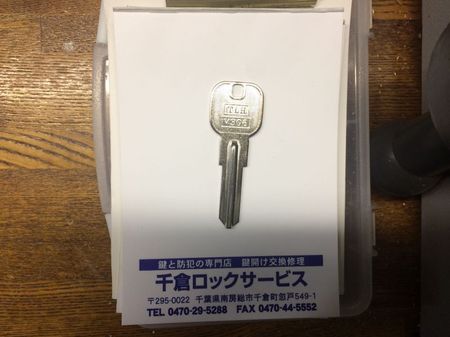 TLH
V306
鍵と防犯の専門店 鍵開け交換修理
千倉ロックサービス
〒295-0022 千葉県南房総市千倉町忽戸549-1
TEL 0470-29-5288 FAX 0470-44-5552